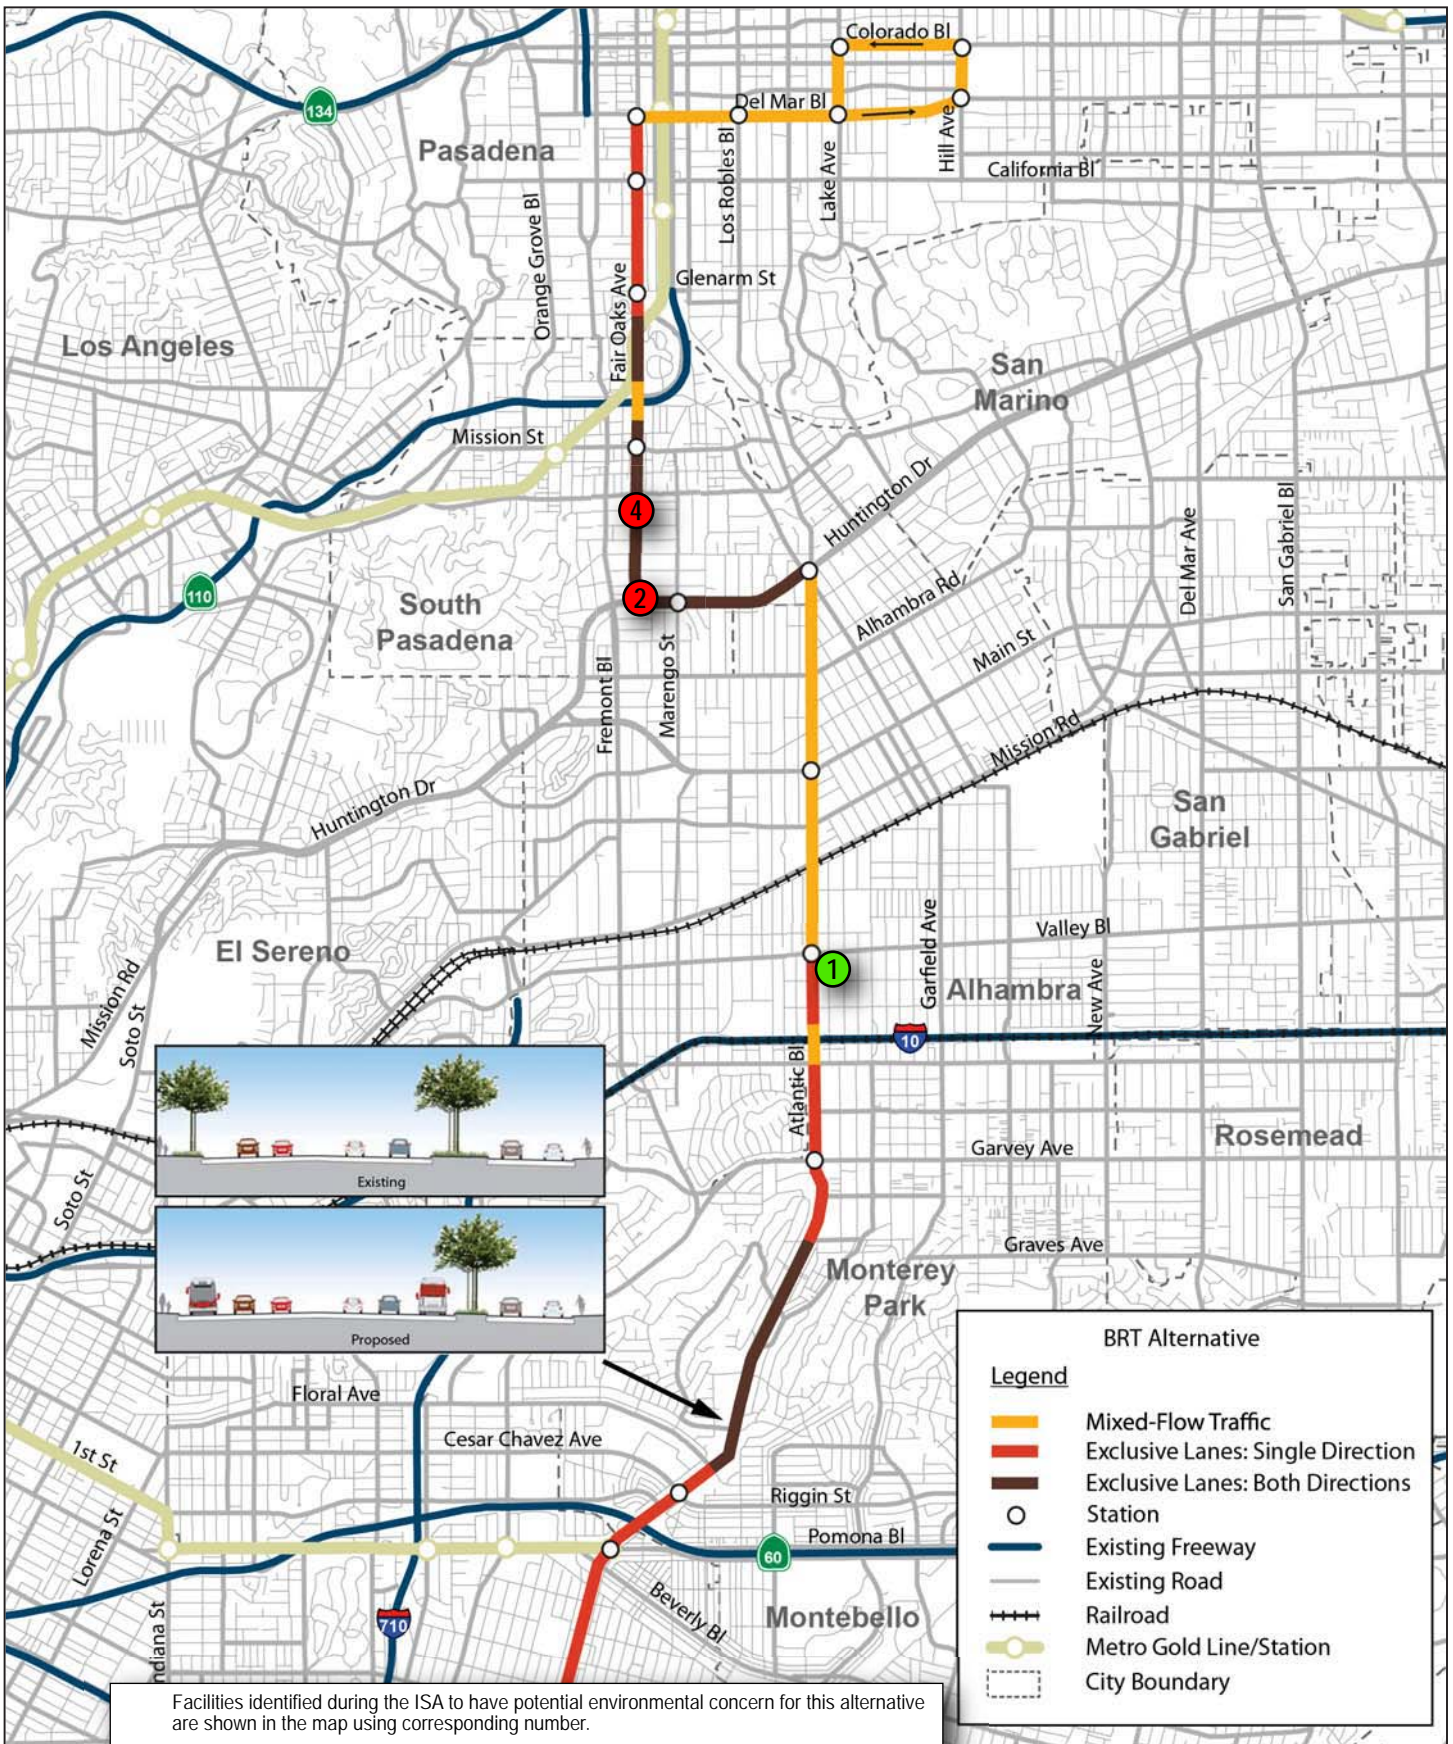 Colorado Bl
134
Del Mar Bl
Pasadena
Los Robles Bl
Lake Ave
Hill Ave
California Bl
Orange Grove Bl
Fair Oaks Ave
Glenarm St
Los Angeles
San
Marino
Mission St
Huntington Dr
4
Del Mar Ave
San Gabriel Bl
110
South
Pasadena
2
Alhambra Rd
Main St
Fremont Bl
Marengo St
Mission Rd
Huntington Dr
San
Gabriel
El Sereno
Valley Bl
Garfield Ave
1
Alhambra
New Ave
Mission Rd
Soto St
10
Atlantic Bl
Existing
Garvey Ave
Rosemead
Soto St
Graves Ave
Monterey
Park
Proposed
Floral Ave
Cesar Chavez Ave
1st St
Riggin St
Pomona Bl
60
Lorena St
Indiana St
710
Beverly Bl
Montebello
BRT Alternative
Legend
Mixed-Flow Traffic
Exclusive Lanes: Single Direction
Exclusive Lanes: Both Directions
Station
Existing Freeway
Existing Road
Railroad
Metro Gold Line/Station
City Boundary
Facilities identified during the ISA to have potential environmental concern for this alternative
are shown in the map using corresponding number.